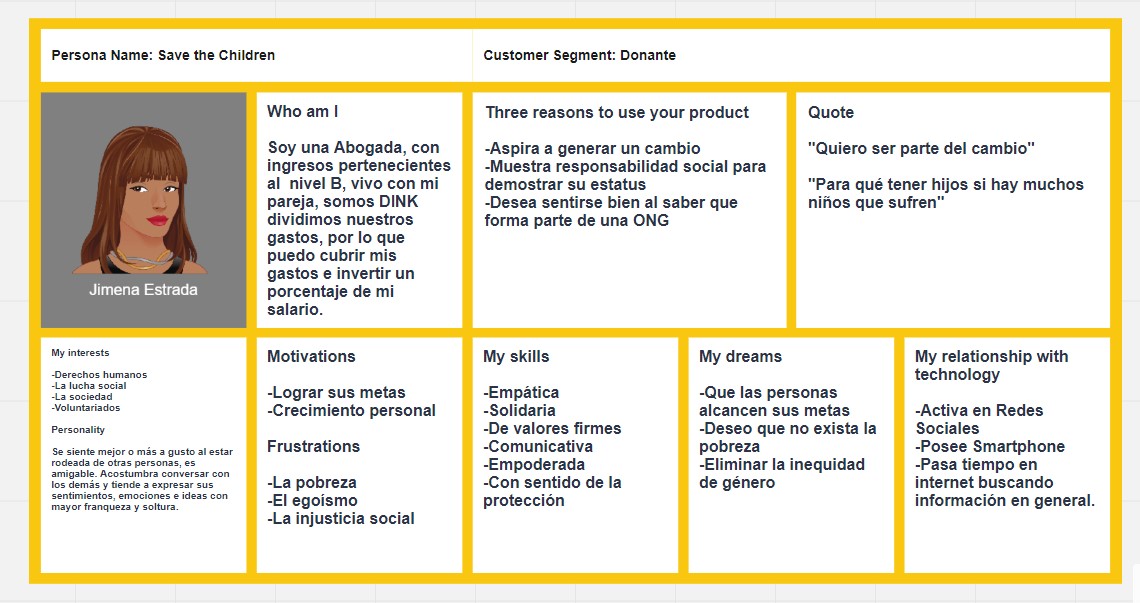 Persona Name: Save the Children
Customer Segment: Donante
Jimena Estrada
Who am I
Soy una Abogada, con
ingresos pertenecientes
al nivel B, vivo con mi
pareja, somos DINK
dividimos nuestros
gastos, por lo que
puedo cubrir mis
gastos e invertir un
porcentaje de mi
salario.
Three reasons to use your product
-Aspira a generar un cambio
-Muestra responsabilidad social para
demostrar su estatus
-Desea sentirse bien al saber que
forma parte de una ONG
Quote
"Quiero ser parte del cambio"
"Para qué tener hijos si hay muchos
niños que sufren"
My interests
-Derechos humanos
-La lucha social
-La sociedad
-Voluntariados
Personality
Se siente mejor o más a gusto al estar
rodeada de otras personas, es
amigable. Acostumbra conversar con
los demás y tiende a expresar sus
sentimientos, emociones e ideas con
mayor franqueza y soltura.
Motivations
-Lograr sus metas
-Crecimiento personal
Frustrations
-La pobreza
-El egoísmo
-La injusticia social
My skills
-Empática
-Solidaria
-De valores firmes
-Comunicativa
-Empoderada
-Con sentido de la
protección
My dreams
-Que las personas
alcancen sus metas
-Deseo que no exista la
pobreza
-Eliminar la inequidad
de género
My relationship with
technology
-Activa en Redes
Sociales
-Posee Smartphone
-Pasa tiempo en
internet buscando
información en general.